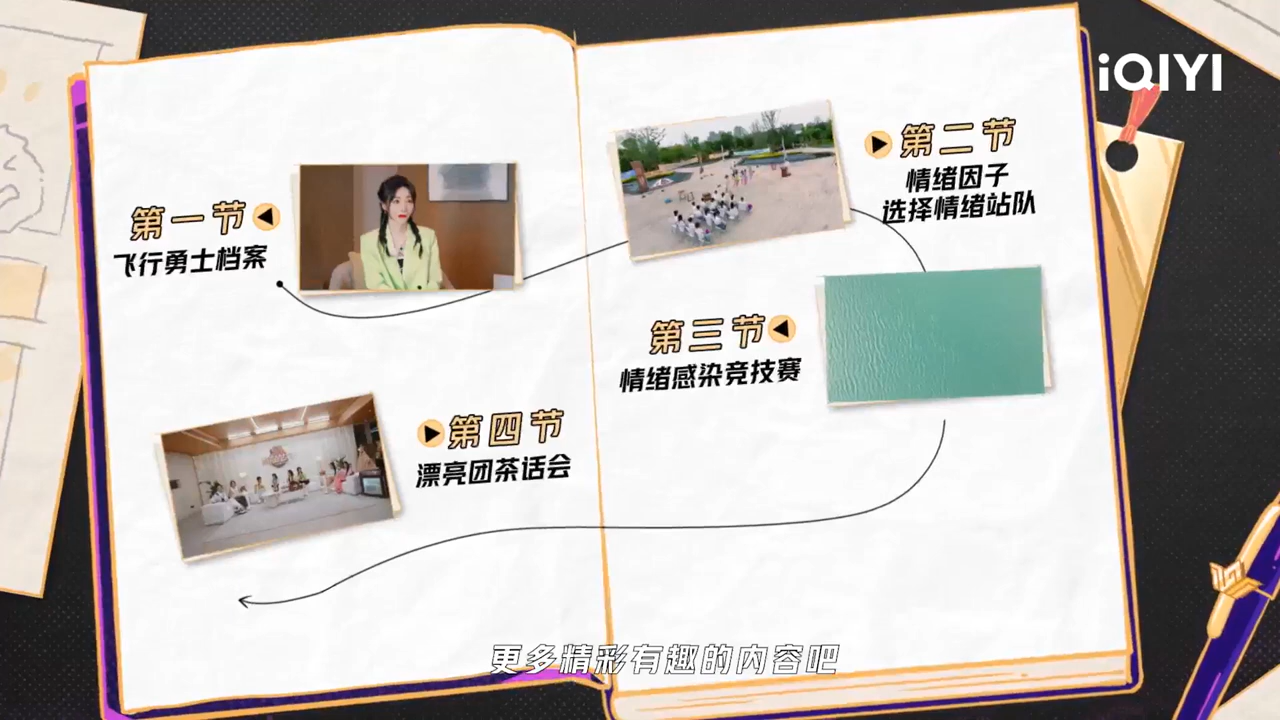 iQIYI
第一节
飞行勇士档案
第二节
情绪因子
选择情绪站队
第三节
情绪感染竞技赛
第四节
漂亮团茶话会
更多精彩有趣的内容吧